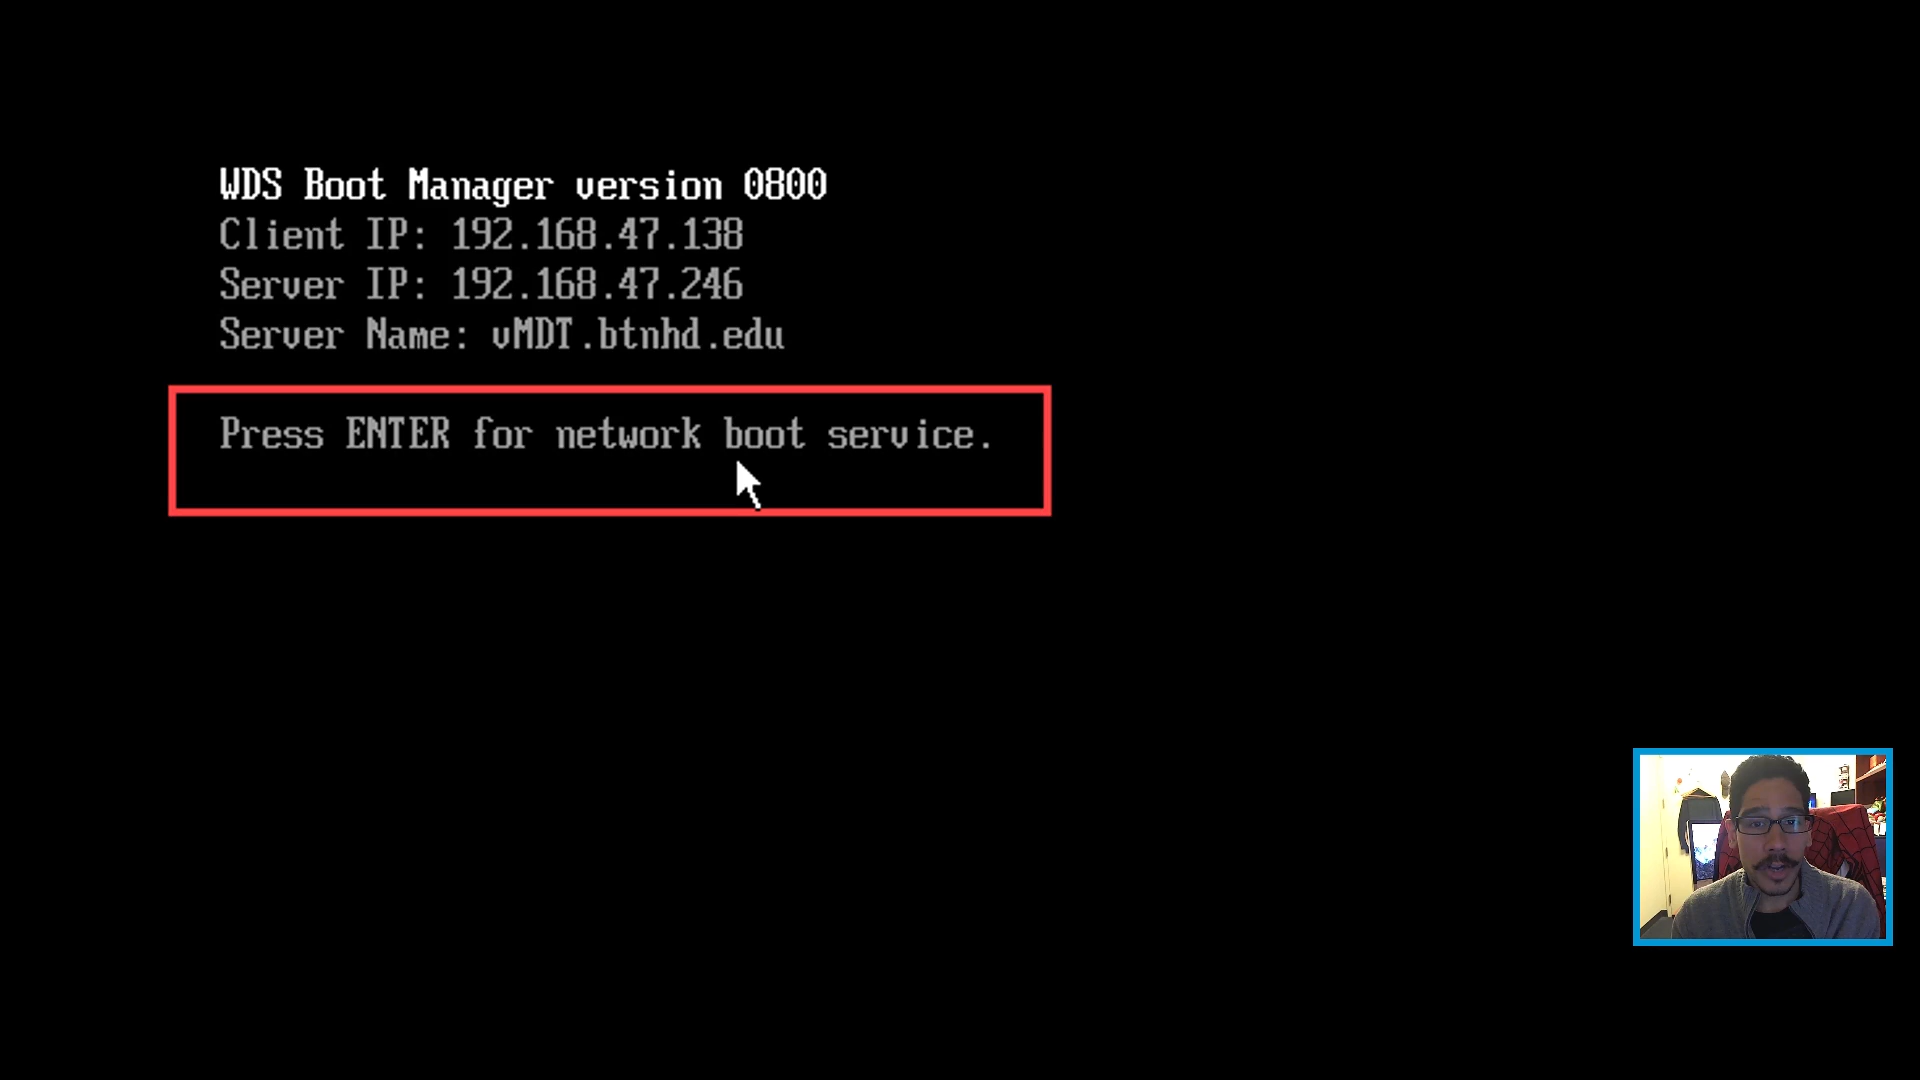 WDS Boot Manager version 0800
Client IP: 192.168.47.138
Server IP: 192.168.47.246
Server Name: vMDT.btnhd.edu
Press ENTER for network boot service.